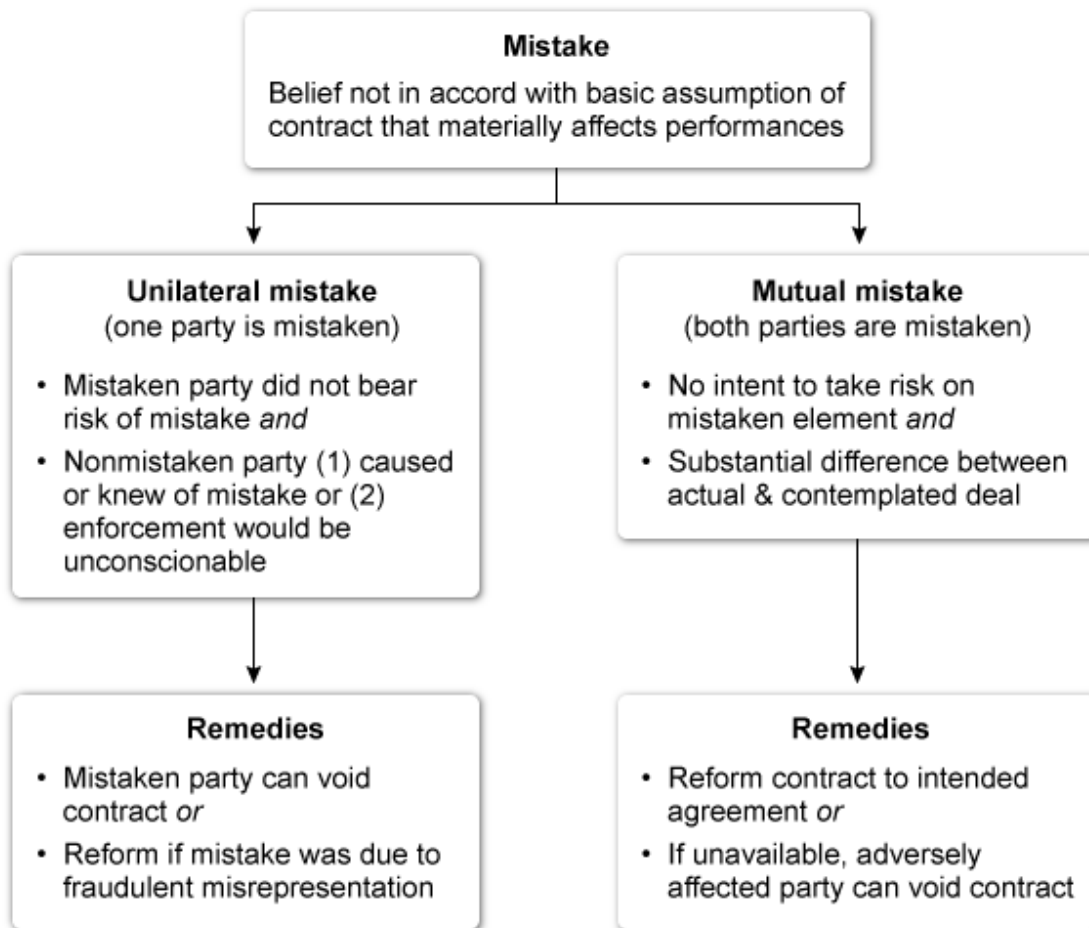 Mistake
Belief not in accord with basic assumption of
contract that materially affects performances
Unilateral mistake
(one party is mistaken)
• Mistaken party did not bear
risk of mistake and
• Nonmistaken party (1) caused
or knew of mistake or (2)
enforcement would be
unconscionable
Mutual mistake
(both parties are mistaken)
• No intent to take risk on
mistaken element and
• Substantial difference between
actual & contemplated deal
Remedies
• Mistaken party can void
contract or
• Reform if mistake was due to
fraudulent misrepresentation
Remedies
• Reform contract to intended
agreement or
• If unavailable, adversely
affected party can void contract